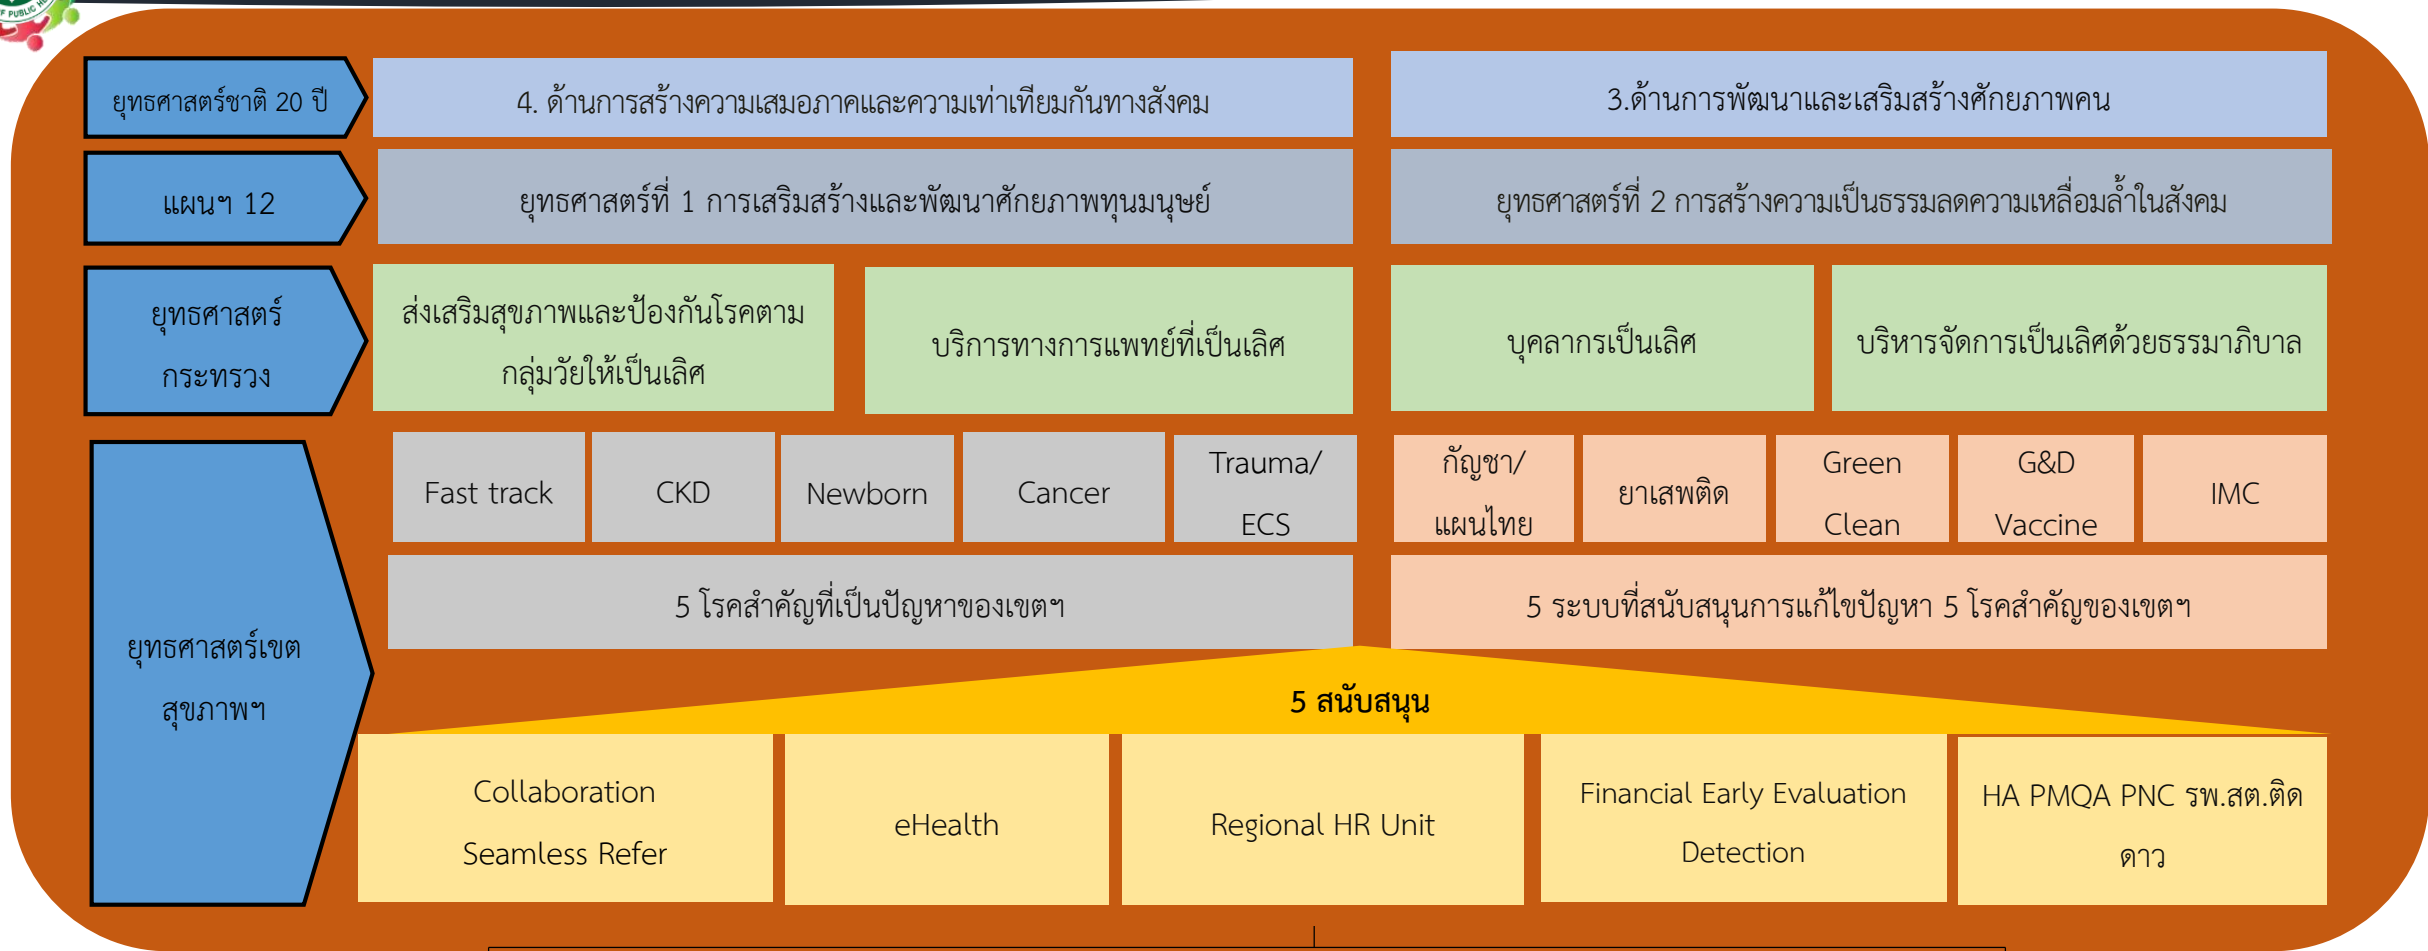 F PUBLIC HE
ยุทธศาสตร์ชาติ 20 ปี
4. ด้านการสร้างความเสมอภาคและความเท่าเทียมกันทางสังคม
3.ด้านการพัฒนาและเสริมสร้างศักยภาพคน
แผนฯ 12
ยุทธศาสตร์ที่ 1 การเสริมสร้างและพัฒนาศักยภาพทุนมนุษย์
ยุทธศาสตร์ที่ 2 การสร้างความเป็นธรรมลดความเหลื่อมล้ำในสังคม
ยุทธศาสตร์
กระทรวง
ส่งเสริมสุขภาพและป้องกันโรคตาม
กลุ่มวัยให้เป็นเลิศ
บริการทางการแพทย์ที่เป็นเลิศ
บุคลากรเป็นเลิศ
บริหารจัดการเป็นเลิศด้วยธรรมาภิบาล
ยุทธศาสตร์เขต
สุขภาพฯ
Fast track
CKD
Newborn
Cancer
Trauma/
ECS
กัญชา/
แผนไทย
ยาเสพติด
Green
Clean
G&D
Vaccine
IMC
5 โรคสำคัญที่เป็นปัญหาของเขตฯ
5 ระบบที่สนับสนุนการแก้ไขปัญหา 5 โรคสำคัญของเขตฯ
5 สนับสนุน
Collaboration
Seamless Refer
eHealth
Regional HR Unit
Financial Early Evaluation
Detection
HA PMQA PNC รพ.สต.ติด
ดาว